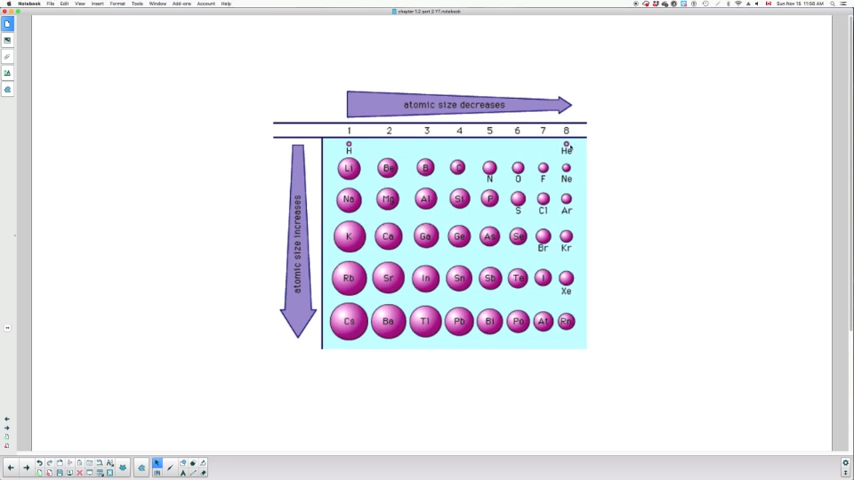 Notebook File Edit View Insert Format Tools Window Add-ons Account Help
Sun Nov 15 11:58 AM
chapter 1.2 part 2 YT.notebook
atomic size decreases
1 2 3 4 5 6 7 8
H He
Li Be B C N O F Ne
Na Mg Al Si P S Cl Ar
K Ca Ga Ge As Se Br Kr
Rb Sr In Sn Sb Te I Xe
Cs Ba Tl Pb Bi Po At Rn
atomic size increases